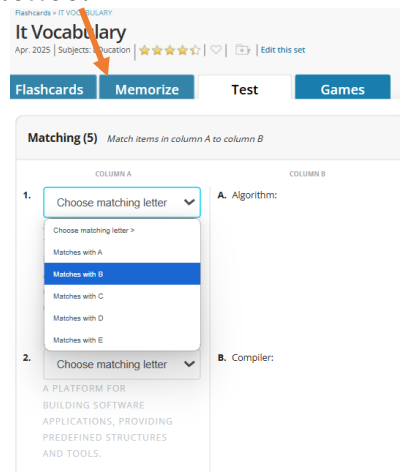 Flashcards > IT VOCABULARY
It Vocabulary
Apr. 2025 | Subjects: Education | | | | Edit this set
Flashcards Memorize Test Games
Matching (5) Match items in column A to column B
COLUMN A COLUMN B
1. Choose matching letter A. Algorithm:
Choose matching letter >
Matches with A
Matches with B
Matches with C
Matches with D
Matches with E
2. Choose matching letter B. Compiler:
A PLATFORM FOR
BUILDING SOFTWARE
APPLICATIONS, PROVIDING
PREDEFINED STRUCTURES
AND TOOLS.